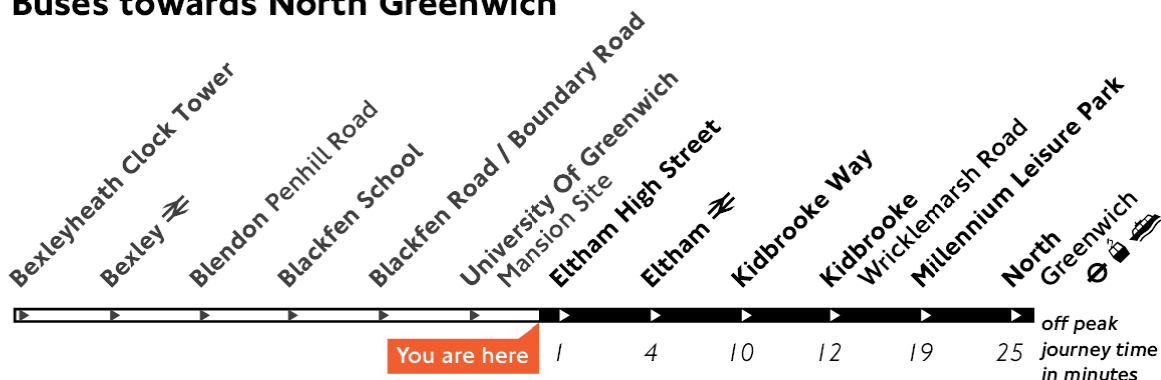 Buses towards North Greenwich
Bexleyheath Clock Tower
Bexley
Blendon Penhill Road
Blackfen School
Blackfen Road / Boundary Road
University Of Greenwich
Mansion Site
Eltham High Street
Eltham
Kidbrooke Way
Kidbrooke
Wricklemarsh Road
Millennium Leisure Park
North
Greenwich
You are here
1
4
10
12
19
25
off peak
journey time
in minutes